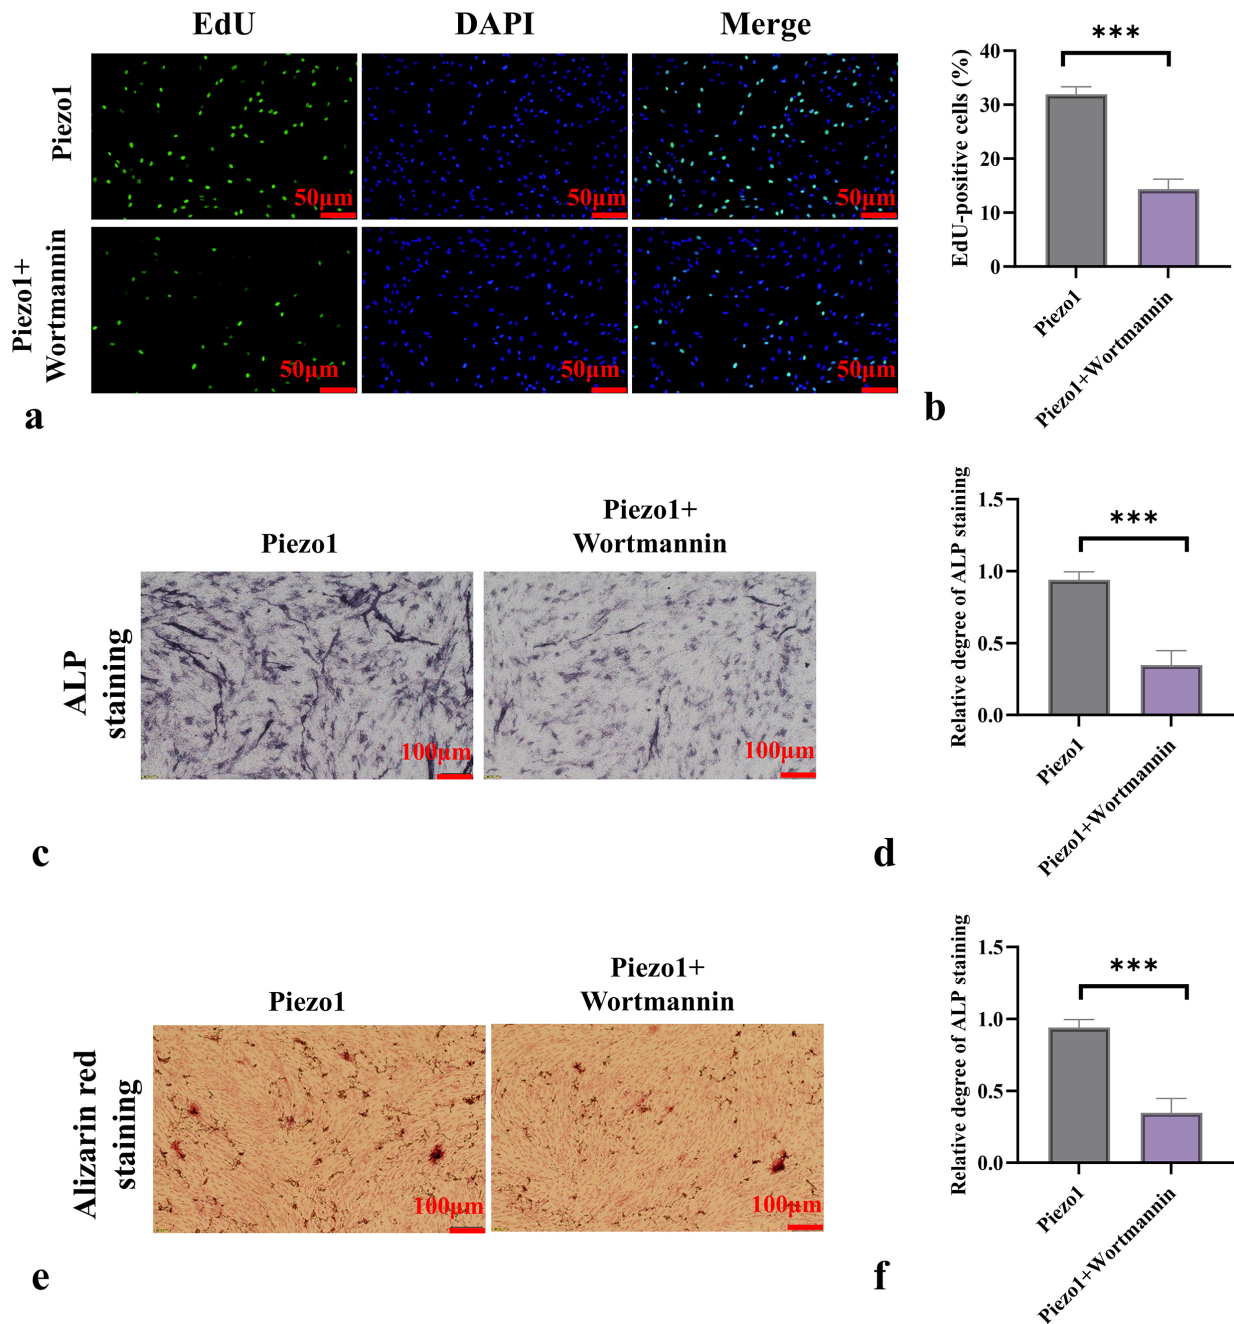 EdU
DAPI
Merge
Piezo1
50μm
50μm
50μm
Piezo1+
Wortmannin
50μm
50μm
50μm
a
***
EdU-positive cells (%)
40
30
20
10
0
Piezo1
Piezo1+Wortmannin
b
Piezo1
Piezo1+
Wortmannin
ALP
staining
100μm
100μm
c
Relative degree of ALP staining
1.5
1.0
0.5
0.0
***
Piezo1
Piezo1+Wortmannin
d
Piezo1
Piezo1+
Wortmannin
Alizarin red
staining
100μm
100μm
e
Relative degree of ALP staining
1.5
1.0
0.5
0.0
***
Piezo1
Piezo1+Wortmannin
f